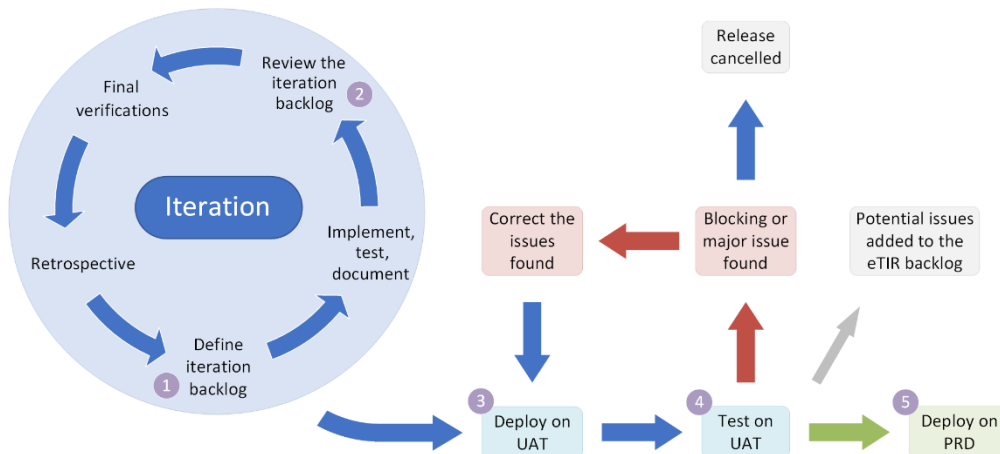 Release
cancelled
Review the
iteration
backlog
2
Final
verifications
Iteration
Correct the
issues
found
Blocking or
major issue
found
Potential issues
added to the
eTIR backlog
Implement,
test,
document
Retrospective
Define
iteration
backlog
1
3
Deploy on
UAT
4
Test on
UAT
5
Deploy on
PRD